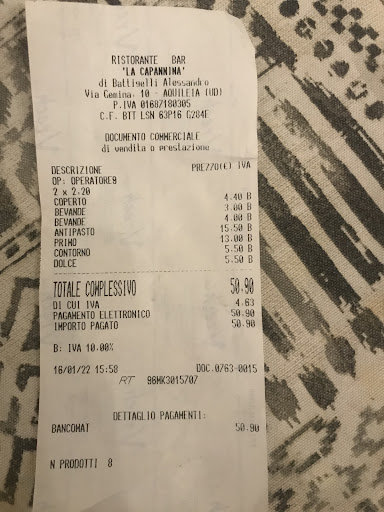 RISTORANTE BAR
'LA CAPANNINA'
di Battigelli Alessandro
Via Gemina, 10 - AQUILEIA (UD)
P.IVA 01687180305
C.F. BTT LSN 63P16 G284F
DOCUMENTO COMMERCIALE
di vendita o prestazione
DESCRIZIONE PREZZO(€) IVA
OP: OPERATORE9
2 x 2.20
COPERTO 4.40 B
BEVANDE 3.00 B
BEVANDE 4.00 B
ANTIPASTO 15.50 B
PRIMO 13.00 B
CONTORNO 5.50 B
DOLCE 5.50 B
TOTALE COMPLESSIVO 50.90
DI CUI IVA 4.63
PAGAMENTO ELETTRONICO 50.90
IMPORTO PAGATO 50.90
B: IVA 10.00%
16/01/22 15:58 DOC.0763-0015
RT 96MK3015707
DETTAGLIO PAGAMENTI:
BANCOMAT 50.90
N PRODOTTI 8